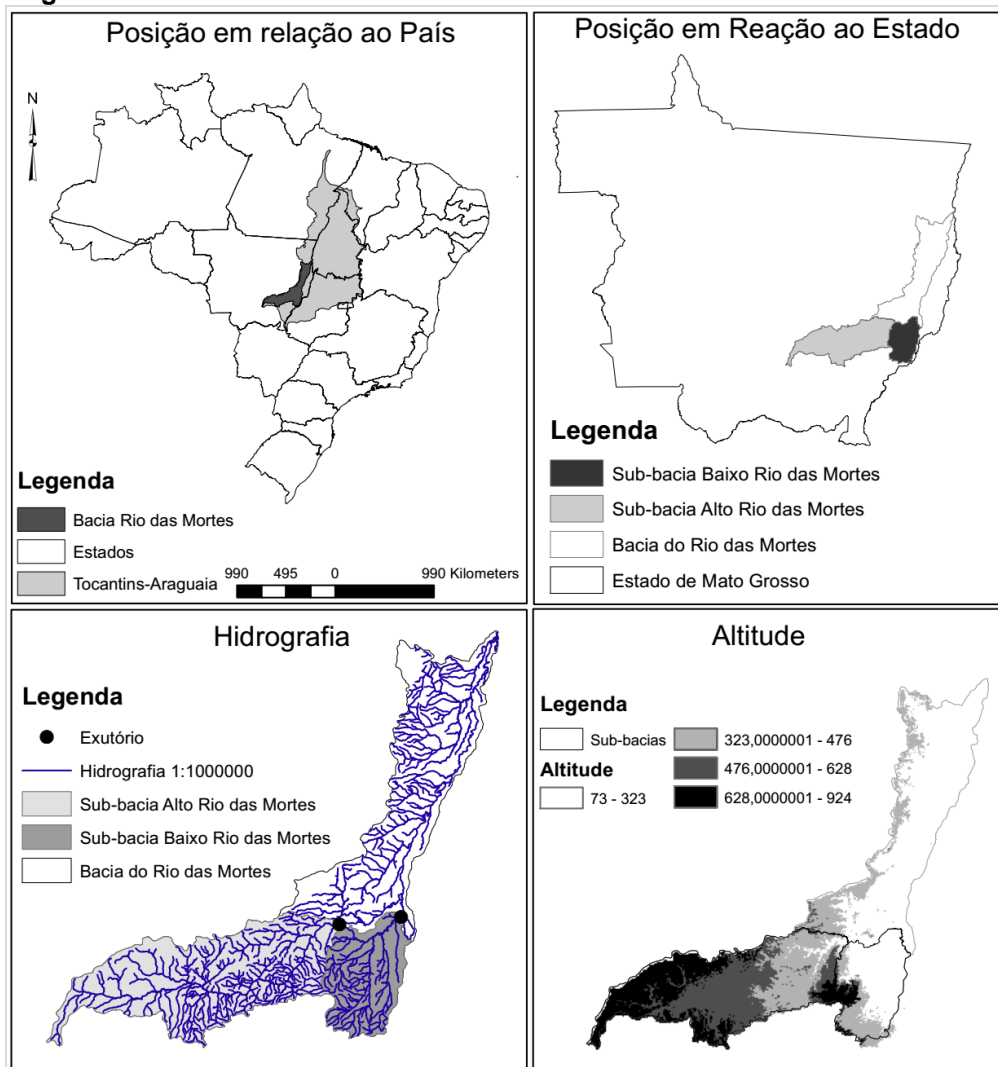 Posição em relação ao País
N
Legenda
Bacia Rio das Mortes
Estados
Tocantins-Araguaia
990 495 0 990 Kilometers
Posição em Reação ao Estado
Legenda
Sub-bacia Baixo Rio das Mortes
Sub-bacia Alto Rio das Mortes
Bacia do Rio das Mortes
Estado de Mato Grosso
Hidrografia
Legenda
Exutório
Hidrografia 1:1000000
Sub-bacia Alto Rio das Mortes
Sub-bacia Baixo Rio das Mortes
Bacia do Rio das Mortes
Altitude
Legenda
Sub-bacias
Altitude
73 - 323
323,0000001 - 476
476,0000001 - 628
628,0000001 - 924